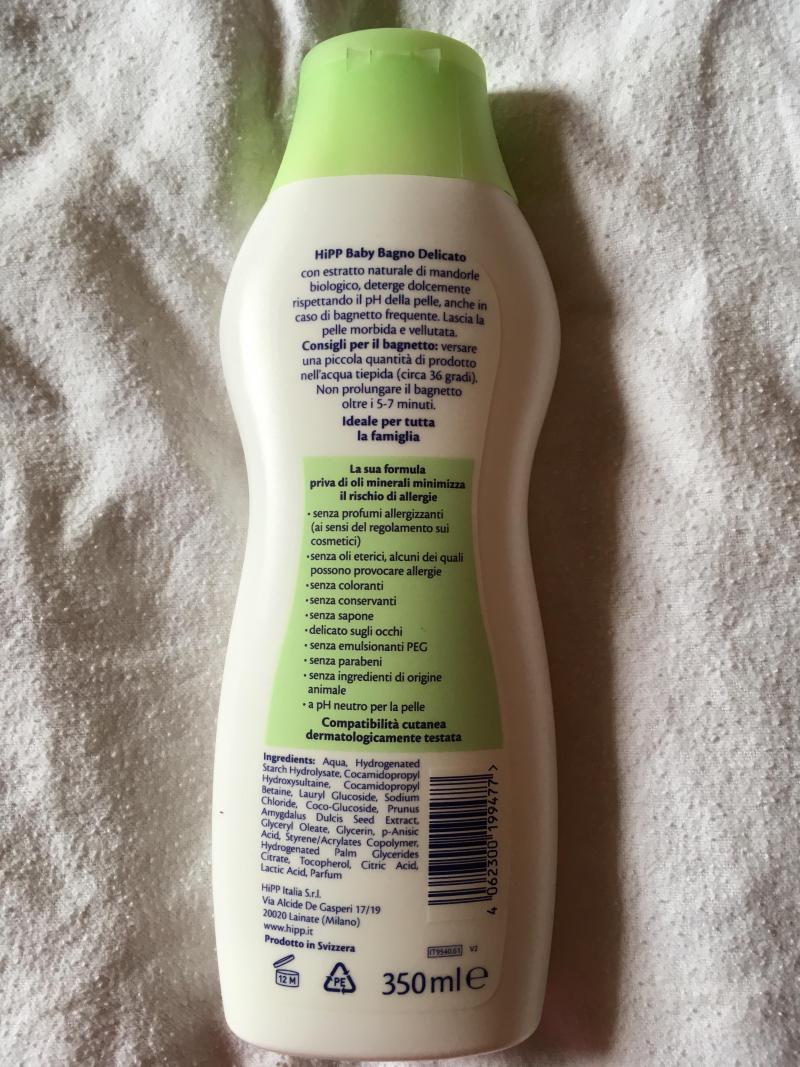 HiPP Baby Bagno Delicato
con estratto naturale di mandorle
biologico, deterge dolcemente
rispettando il pH della pelle, anche in
caso di bagnetto frequente. Lascia la
pelle morbida e vellutata.
Consigli per il bagnetto: versare
una piccola quantità di prodotto
nell'acqua tiepida (circa 36 gradi).
Non prolungare il bagnetto
oltre i 5-7 minuti.
Ideale per tutta
la famiglia
La sua formula
priva di oli minerali minimizza
il rischio di allergie
• senza profumi allergizzanti
(ai sensi del regolamento sui
cosmetici)
• senza oli eterici, alcuni dei quali
possono provocare allergie
• senza coloranti
• senza conservanti
• senza sapone
• delicato sugli occhi
• senza emulsionanti PEG
• senza parabeni
• senza ingredienti di origine
animale
• a pH neutro per la pelle
Compatibilità cutanea
dermatologicamente testata
Ingredients: Aqua, Hydrogenated
Starch Hydrolysate, Cocamidopropyl
Hydroxysultaine, Cocamidopropyl
Betaine, Lauryl Glucoside, Sodium
Chloride, Coco-Glucoside, Prunus
Amygdalus Dulcis Seed Extract,
Glyceryl Oleate, Glycerin, p-Anisic
Acid, Styrene/Acrylates Copolymer,
Hydrogenated Palm Glycerides
Citrate, Tocopherol, Citric Acid,
Lactic Acid, Parfum
4 062300 199477 >
HiPP Italia S.r.l.
Via Alcide De Gasperi 17/19
20020 Lainate (Milano)
www.hipp.it
Prodotto in Svizzera
IT9540.61 V2
12 M
PE
350 ml e